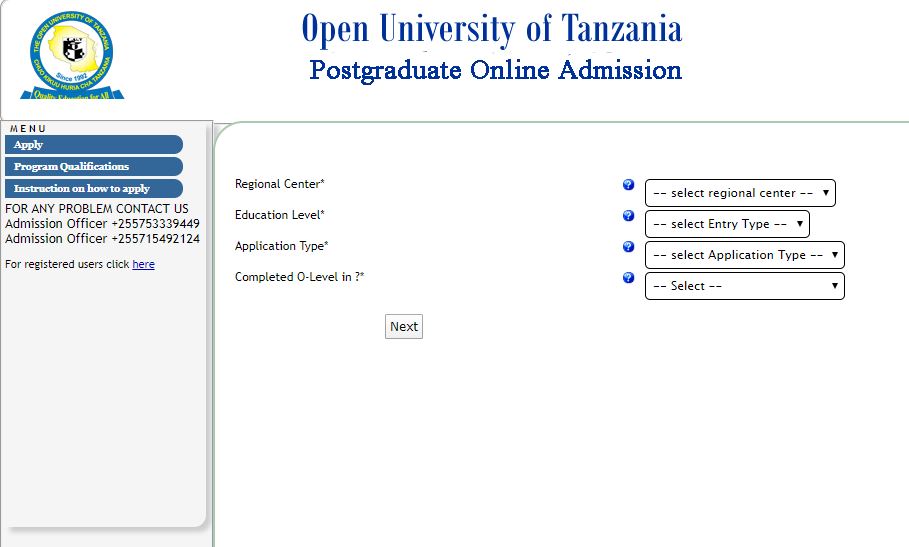 THE OPEN UNIVERSITY OF TANZANIA
CHUO KIKUU HURIA CHA TANZANIA
Since 1992
Quality Education for All
Open University of Tanzania
Postgraduate Online Admission
MENU
Apply
Program Qualifications
Instruction on how to apply
FOR ANY PROBLEM CONTACT US
Admission Officer +255753339449
Admission Officer +255715492124
For registered users click here
Regional Center*
? -- select regional center --
Education Level*
? -- select Entry Type --
Application Type*
? -- select Application Type --
Completed O-Level in ?*
? -- Select --
Next